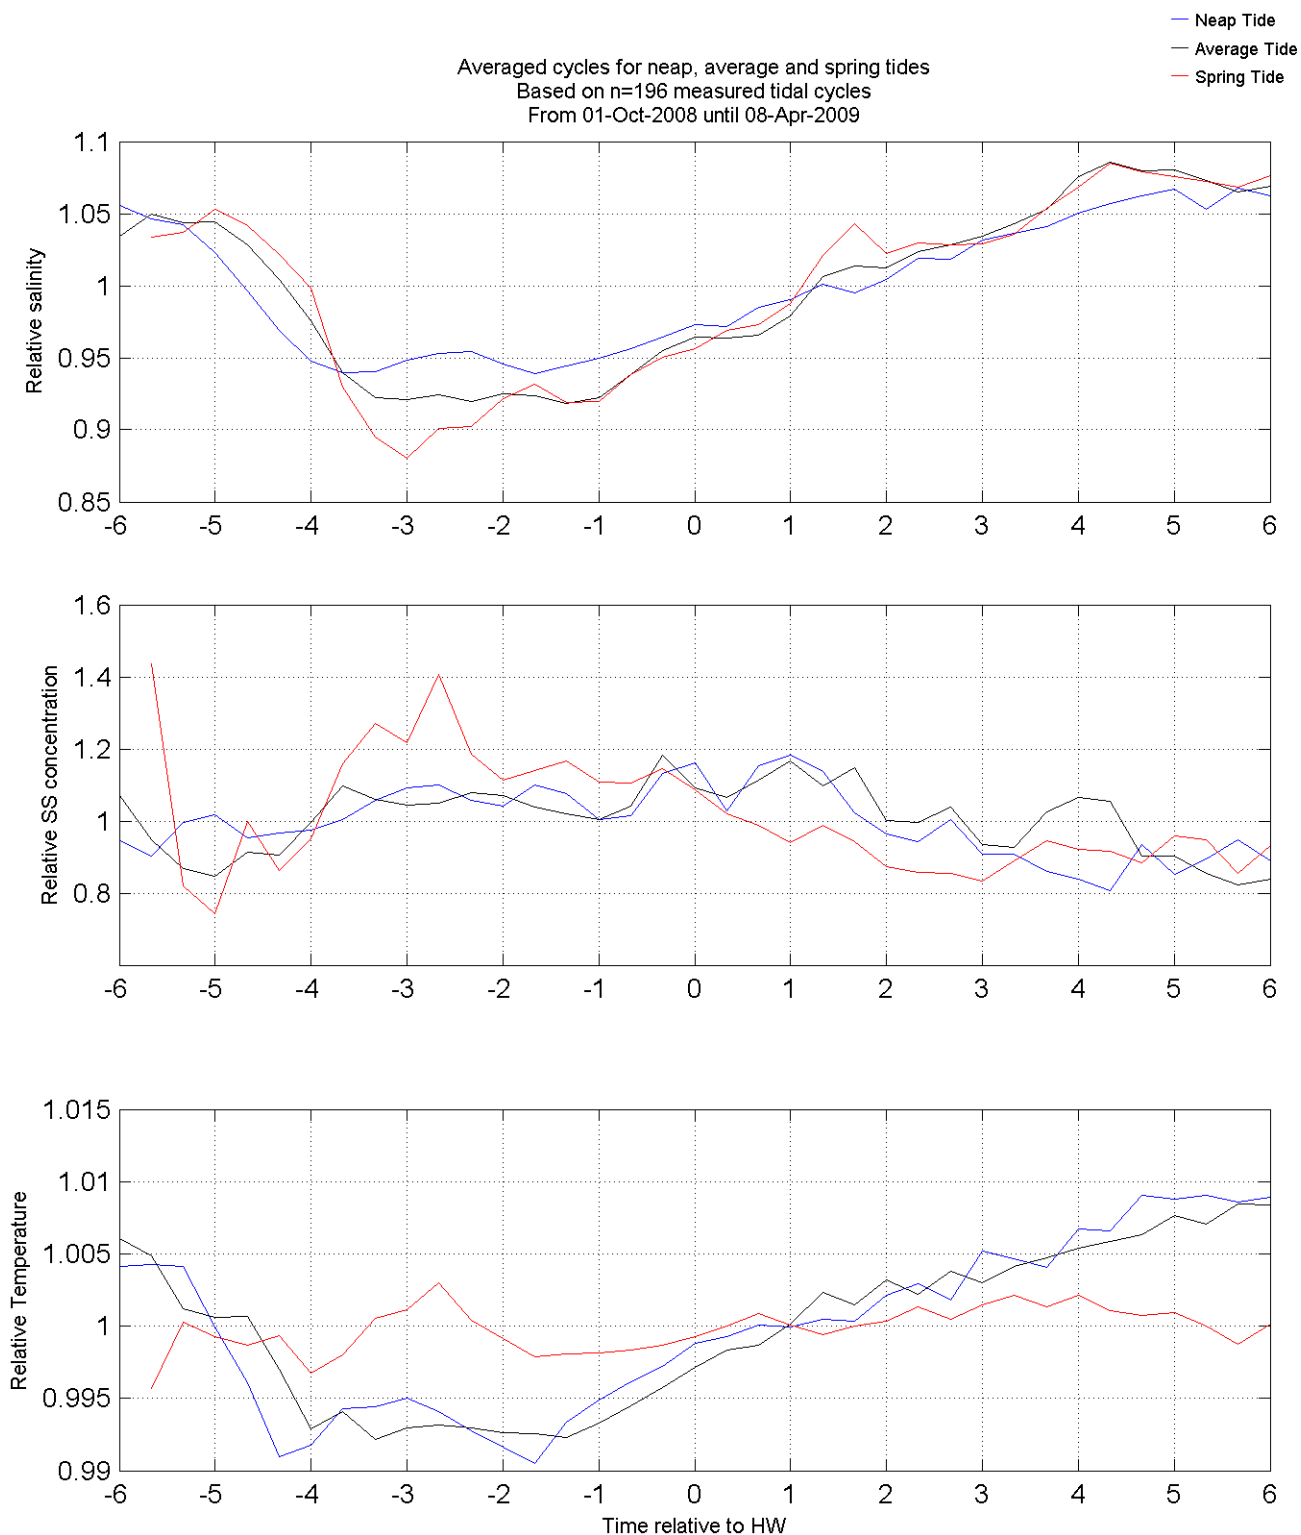 Neap Tide
Average Tide
Spring Tide
Averaged cycles for neap, average and spring tides
Based on n=196 measured tidal cycles
From 01-Oct-2008 until 08-Apr-2009
Relative salinity
1.1
1.05
1
0.95
0.9
0.85
-6 -5 -4 -3 -2 -1 0 1 2 3 4 5 6
Relative SS concentration
1.6
1.4
1.2
1
0.8
-6 -5 -4 -3 -2 -1 0 1 2 3 4 5 6
Relative Temperature
1.015
1.01
1.005
1
0.995
0.99
-6 -5 -4 -3 -2 -1 0 1 2 3 4 5 6
Time relative to HW